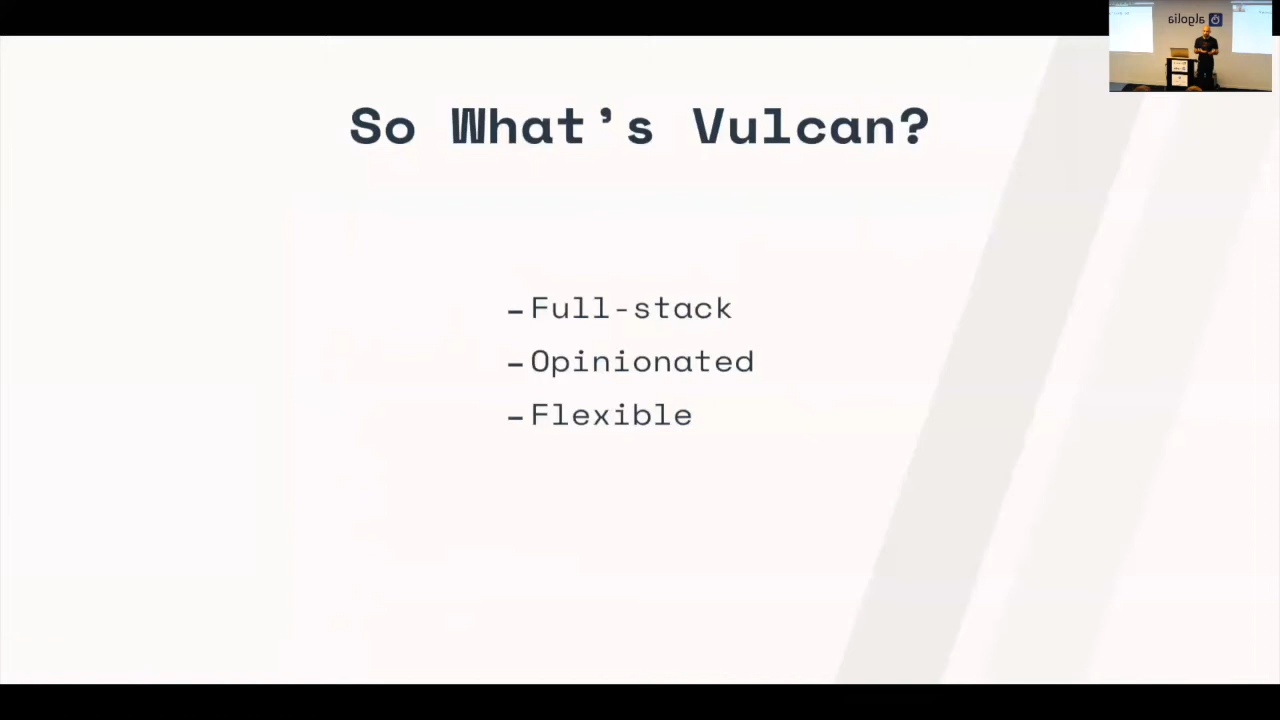 So What's Vulcan?
algolia
– Full-stack
– Opinionated
– Flexible